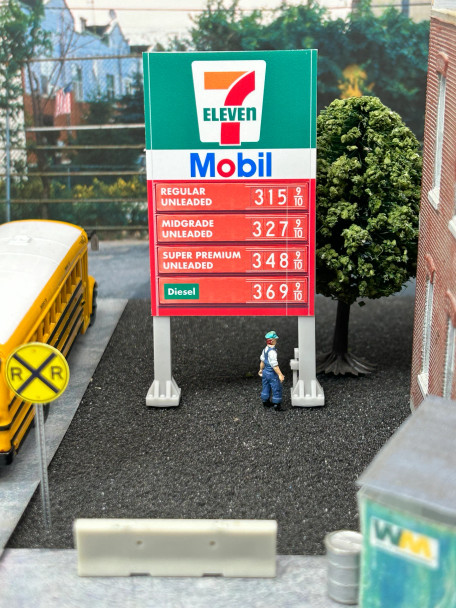 7
ELEVEN
Mobil
REGULAR
UNLEADED
315 9/10
MIDGRADE
UNLEADED
327 9/10
SUPER PREMIUM
UNLEADED
348 9/10
Diesel
369 9/10
R R
WM